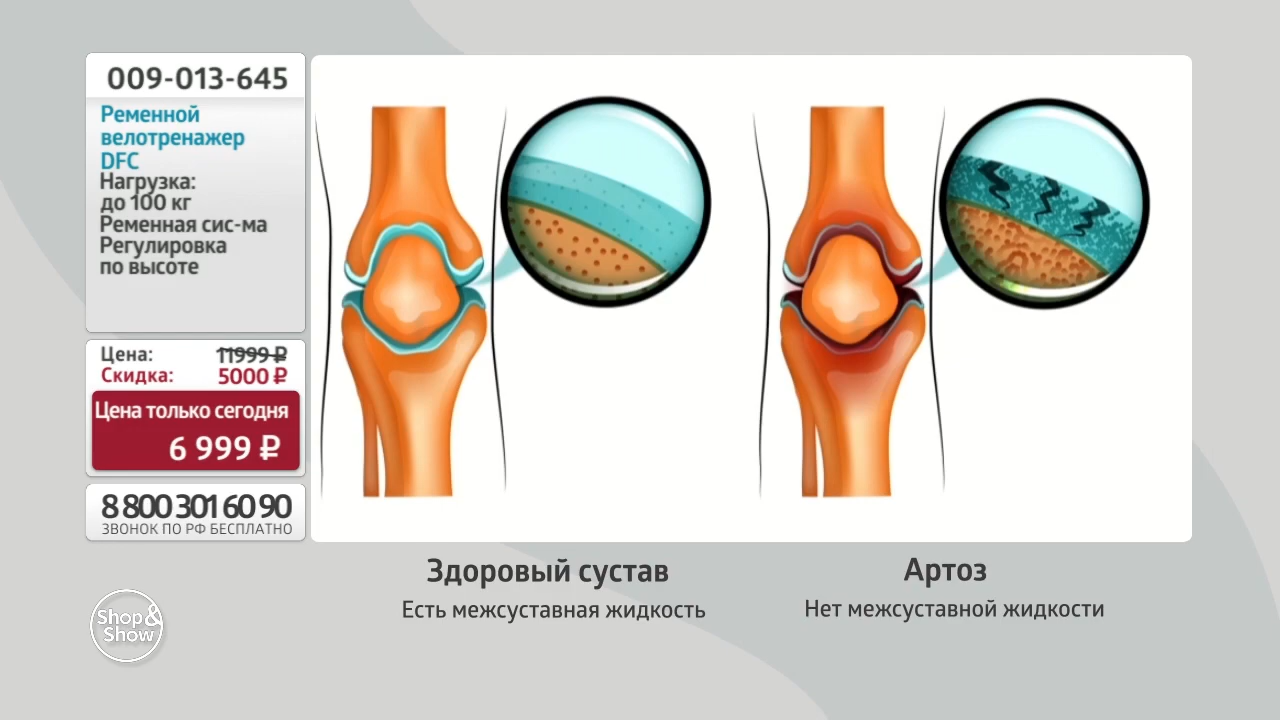 009-013-645
Ременной
велотренажер
DFC
Нагрузка:
до 100 кг
Ременная сис-ма
Регулировка
по высоте
Цена: 11999 ₽
Скидка: 5000 ₽
Цена только сегодня
6 999 ₽
8 800 301 60 90
ЗВОНОК ПО РФ БЕСПЛАТНО
Shop&
Show
Здоровый сустав
Есть межсуставная жидкость
Артоз
Нет межсуставной жидкости